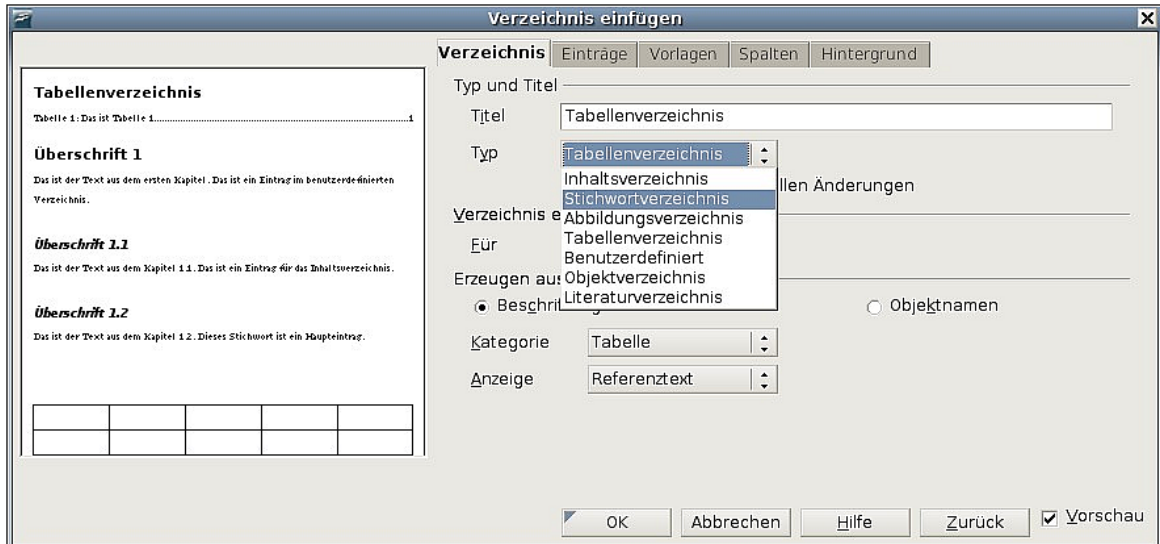 Verzeichnis einfügen
Verzeichnis Einträge Vorlagen Spalten Hintergrund
Tabellenverzeichnis
Tabelle 1: Das ist Tabelle 1.....1
Überschrift 1
Das ist der Text aus dem ersten Kapitel. Das ist ein Eintrag im benutzerdefinierten
Verzeichnis.
Überschrift 1.1
Das ist der Text aus dem Kapitel 1.1. Das ist ein Eintrag für das Inhaltsverzeichnis.
Überschrift 1.2
Das ist der Text aus dem Kapitel 1.2. Dieses Stichwort ist ein Haupteintrag.
Typ und Titel
Titel Tabellenverzeichnis
Typ Tabellenverzeichnis
Inhaltsverzeichnis
Stichwortverzeichnis
Abbildungsverzeichnis
Tabellenverzeichnis
Benutzerdefiniert
Objektverzeichnis
Literaturverzeichnis
llen Änderungen
Verzeichnis e
Für
Erzeugen aus
Beschrif
Objektnamen
Kategorie Tabelle
Anzeige Referenztext
OK Abbrechen Hilfe Zurück Vorschau